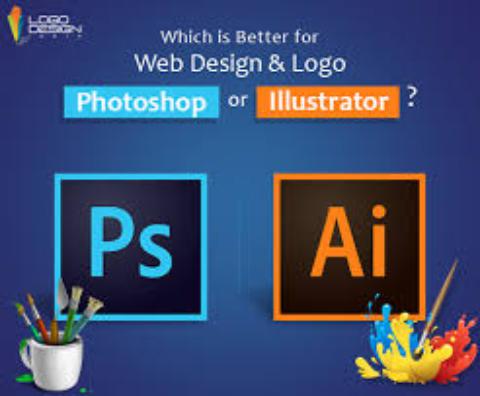 LOGO
DESIGN
Which is Better for
Web Design & Logo
Photoshop or Illustrator ?
Ps
Ai